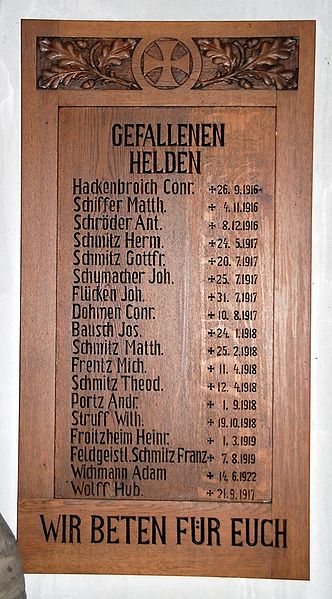 GEFALLENEN
HELDEN
Hackenbroich Conr. +26.9.1916
Schiffer Matth. + 4.11.1916
Schröder Ant. + 8.12.1916
Schmitz Herm. +24.5.1917
Schmitz Gottfr. +20.7.1917
Schumacher Joh. +25.7.1917
Flücken Joh. +31.7.1917
Dohmen Conr. +10.8.1917
Bausch Jos. +24.1.1918
Schmitz Matth. +25.2.1918
Frentz Mich. +11.4.1918
Schmitz Theod. +12.4.1918
Portz Andr. + 1.9.1918
Struff Wilh. +19.10.1918
Froitzheim Heinr. + 1.3.1919
Feldgeistl. Schmitz Franz + 7.8.1919
Wichmann Adam +14.6.1922
Wolff Hub. +21.9.1917
WIR BETEN FÜR EUCH